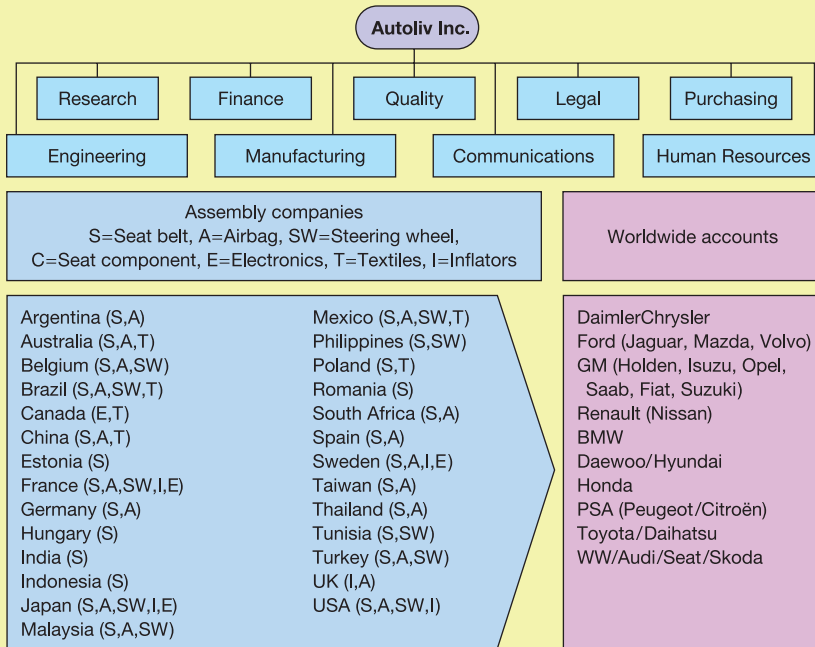 Autoliv Inc.
Research
Finance
Quality
Legal
Purchasing
Engineering
Manufacturing
Communications
Human Resources
Assembly companies
S=Seat belt, A=Airbag, SW=Steering wheel,
C=Seat component, E=Electronics, T=Textiles, I=Inflators
Worldwide accounts
Argentina (S,A)
Australia (S,A,T)
Belgium (S,A,SW)
Brazil (S,A,SW,T)
Canada (E,T)
China (S,A,T)
Estonia (S)
France (S,A,SW,I,E)
Germany (S,A)
Hungary (S)
India (S)
Indonesia (S)
Japan (S,A,SW,I,E)
Malaysia (S,A,SW)
Mexico (S,A,SW,T)
Philippines (S,SW)
Poland (S,T)
Romania (S)
South Africa (S,A)
Spain (S,A)
Sweden (S,A,I,E)
Taiwan (S,A)
Thailand (S,A)
Tunisia (S,SW)
Turkey (S,A,SW)
UK (I,A)
USA (S,A,SW,I)
DaimlerChrysler
Ford (Jaguar, Mazda, Volvo)
GM (Holden, Isuzu, Opel,
Saab, Fiat, Suzuki)
Renault (Nissan)
BMW
Daewoo/Hyundai
Honda
PSA (Peugeot/Citroën)
Toyota/Daihatsu
WW/Audi/Seat/Skoda